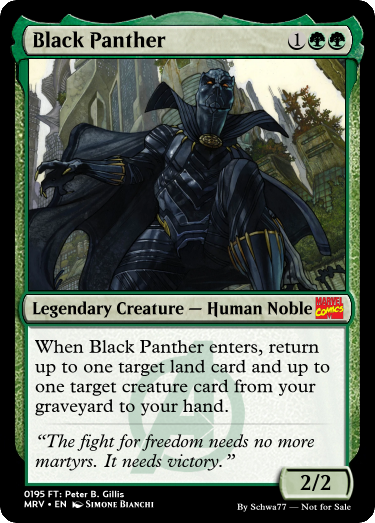 Black Panther 1
Legendary Creature — Human Noble MARVEL COMICS
When Black Panther enters, return
up to one target land card and up to
one target creature card from your
graveyard to your hand.
“The fight for freedom needs no more
martyrs. It needs victory.”
2/2
0195 FT: Peter B. Gillis
MRV • EN Simone Bianchi
By Schwa77 — Not for Sale